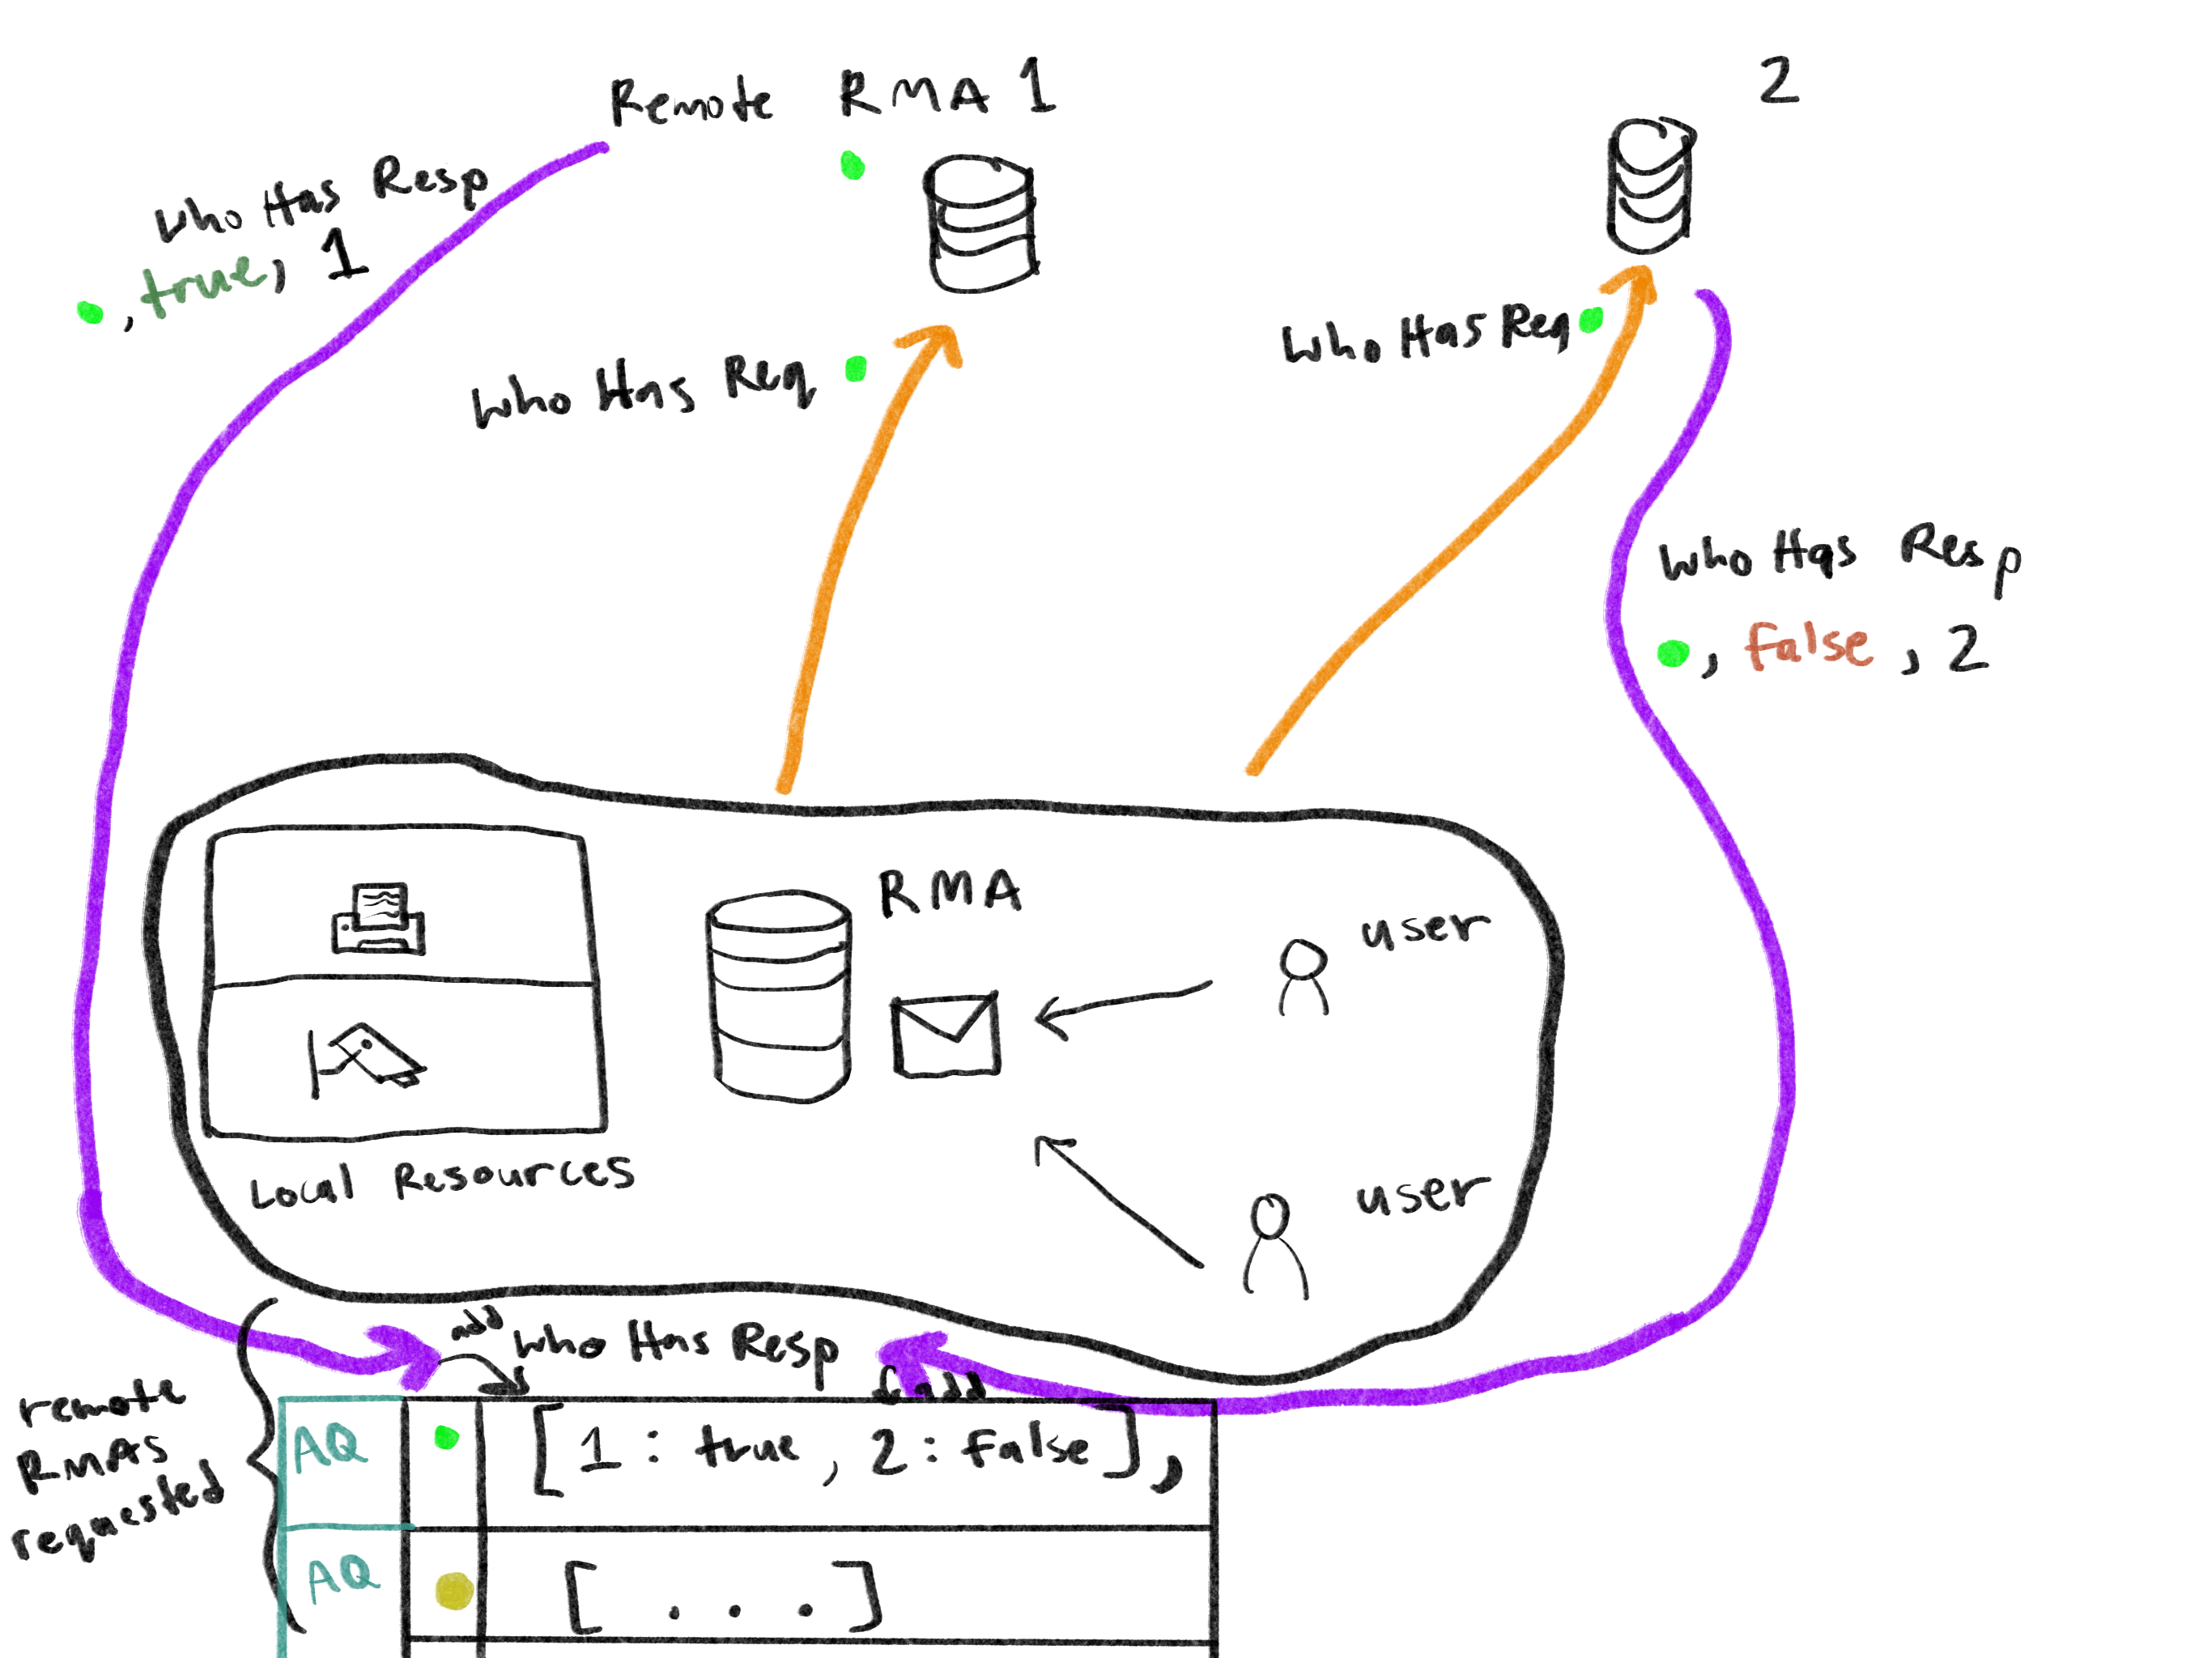 Remote RMA 1
2
Who Has Resp
, true, 1
Who Has Req
Who Has Req
Who Has Resp
, false, 2
RMA
user
user
Local Resources
add
Who Has Resp
add
remote
RMAS
requested
AQ
[1: true, 2: false],
AQ
[ . . . ]